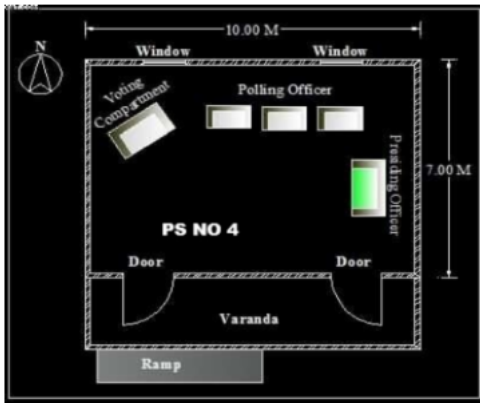 10.00 M
N
Window
Window
Voting
Compartment
Polling Officer
Presiding Officer
7.00 M
PS NO 4
Door
Door
Varanda
Ramp